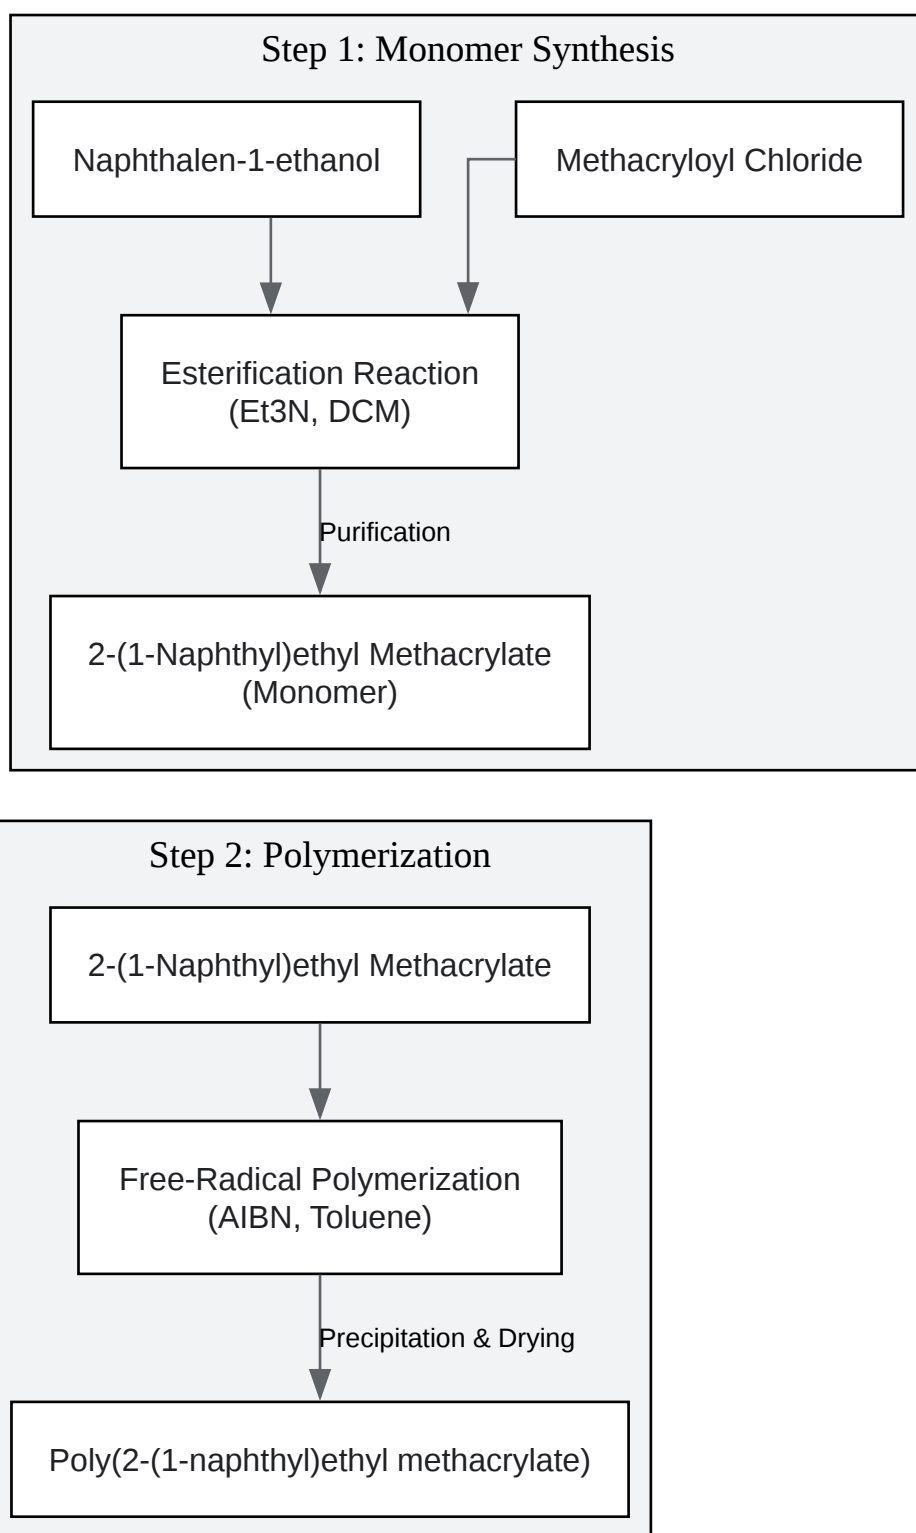 Step 1: Monomer Synthesis
Naphthalen-1-ethanol
Methacryloyl Chloride
Esterification Reaction
(Et3N, DCM)
Purification
2-(1-Naphthyl)ethyl Methacrylate
(Monomer)
Step 2: Polymerization
2-(1-Naphthyl)ethyl Methacrylate
Free-Radical Polymerization
(AIBN, Toluene)
Precipitation & Drying
Poly(2-(1-naphthyl)ethyl methacrylate)